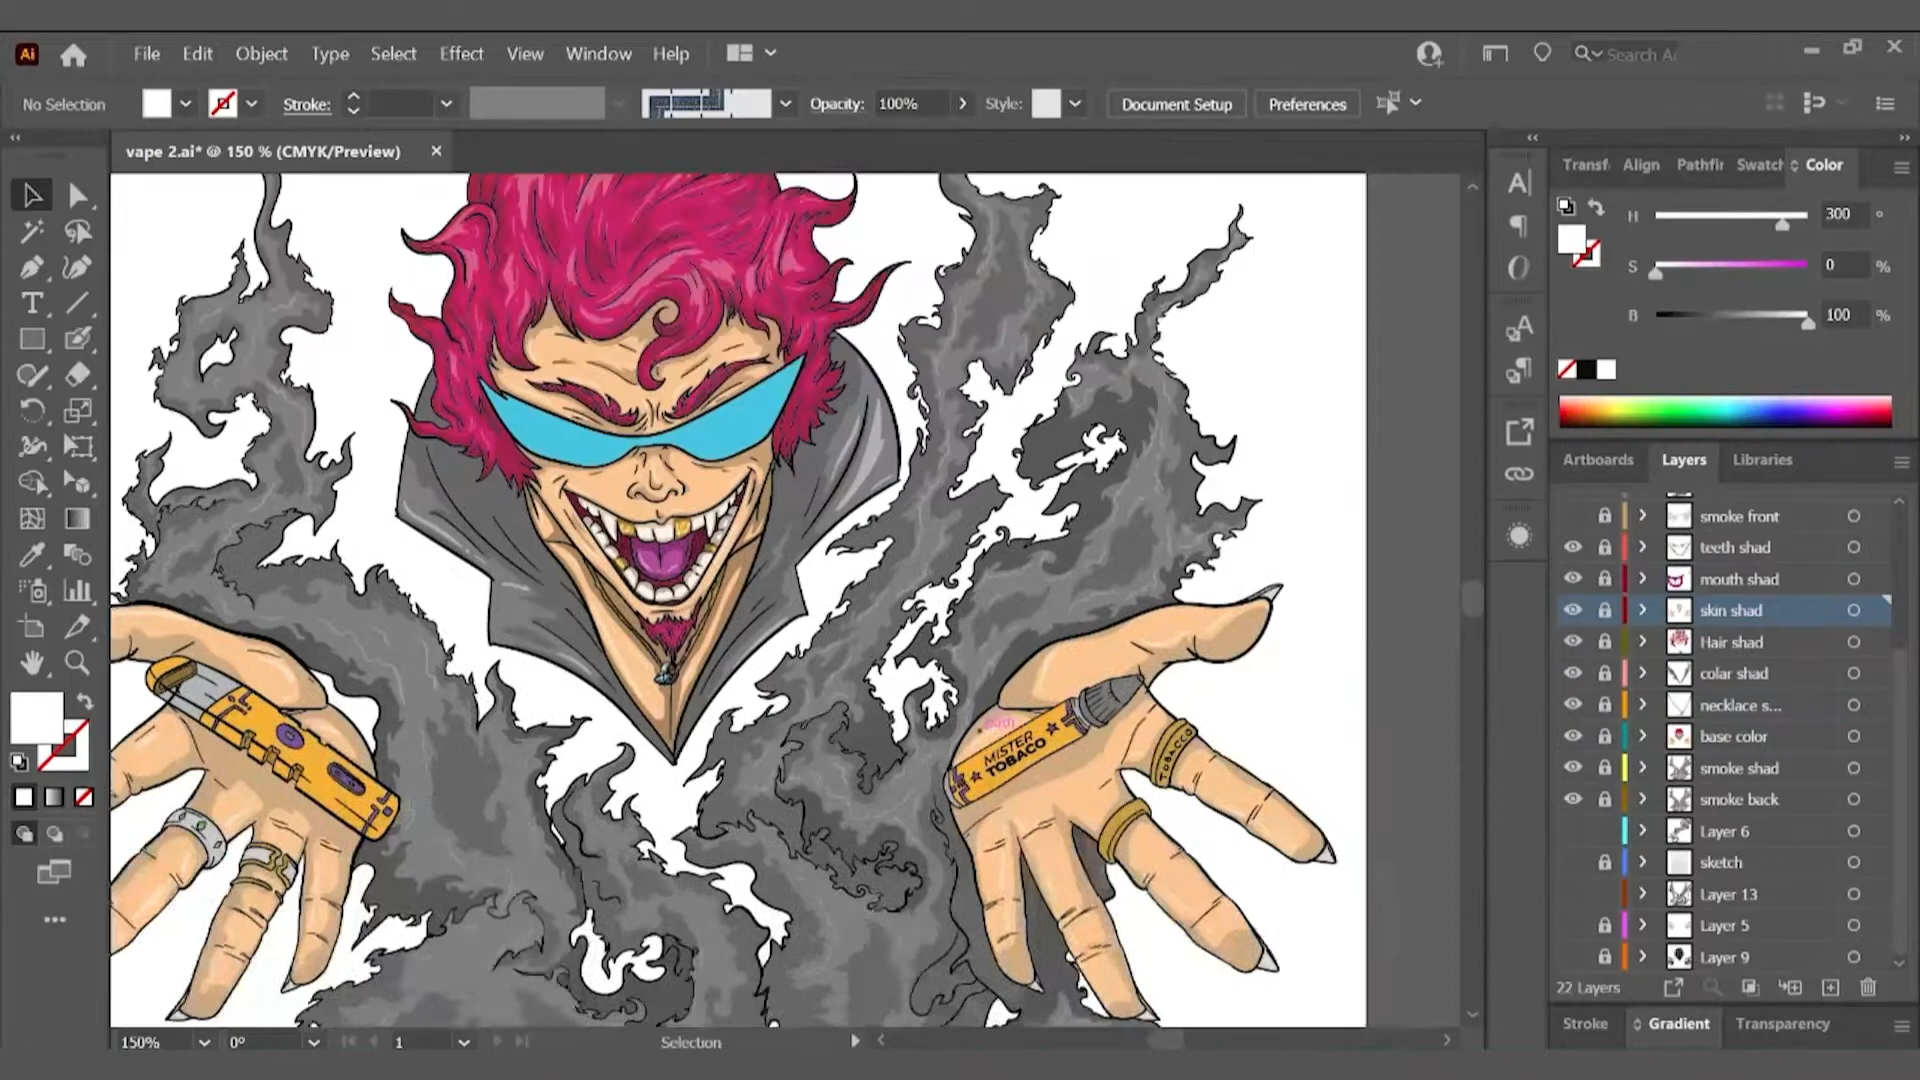 Ai File Edit Object Type Select Effect View Window Help
No Selection Stroke: Opacity: 100% Style: Document Setup Preferences
vape 2.ai* @ 150 % (CMYK/Preview)
Transf Align Pathfir Swatch Color
H 300 °
S 0 %
B 100 %
Artboards Layers Libraries
smoke front
teeth shad
mouth shad
skin shad
Hair shad
colar shad
necklace s...
base color
smoke shad
smoke back
Layer 6
sketch
Layer 13
Layer 5
Layer 9
22 Layers
Stroke Gradient Transparency
MISTER
TOBACO
TOBACCO
150% 0° 1 Selection